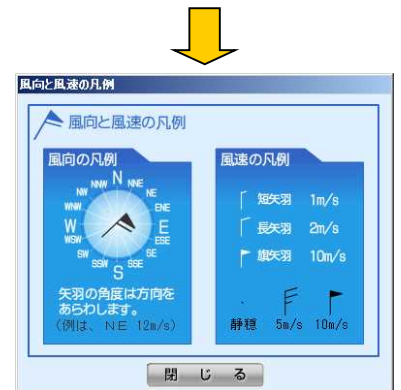 風向と風速の凡例
風向と風速の凡例
風向の凡例
N
NNW NNE
NW NE
WNW ENE
W E
WSW ESE
SW SE
SSW SSE
S
矢羽の角度は方向を
あらわします。
(例は、NE 12m/s)
風速の凡例
短矢羽 1m/s
長矢羽 2m/s
旗矢羽 10m/s
静穏 5m/s 10m/s
閉じる